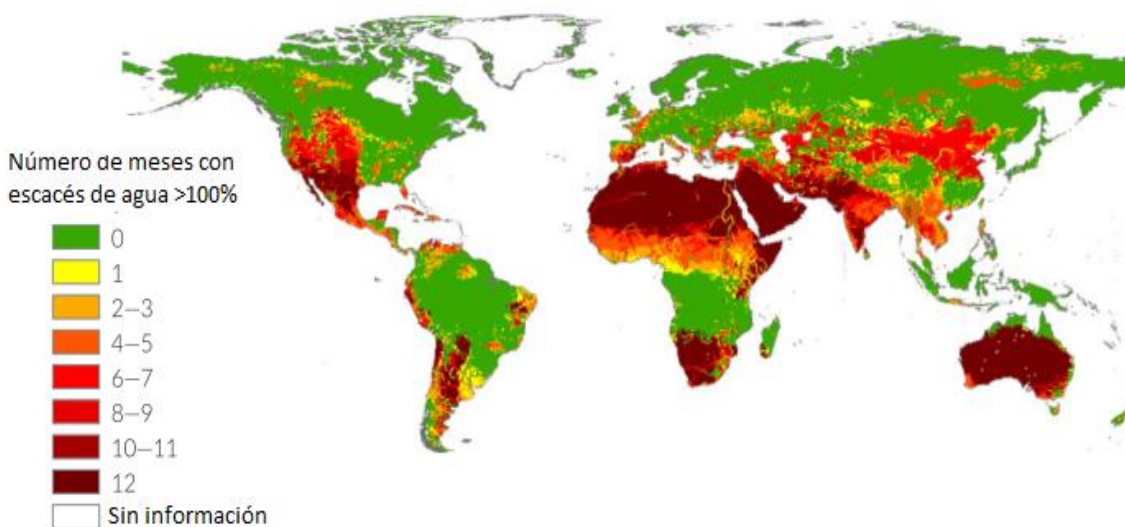 Número de meses con
escacés de agua >100%
0
1
2–3
4–5
6–7
8–9
10–11
12
Sin información